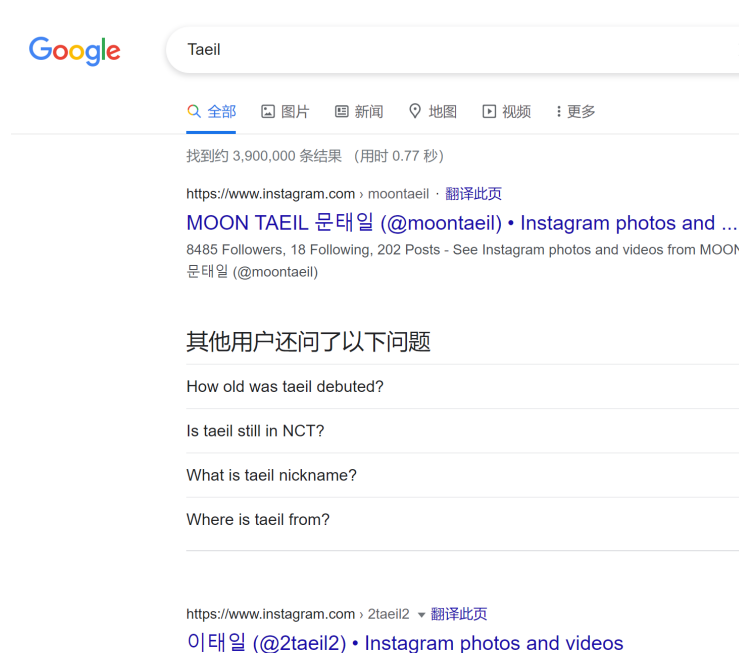 Google
Taeil
全部 图片 新闻 地图 视频 更多
找到约 3,900,000 条结果 （用时 0.77 秒）
https://www.instagram.com › moontaeil · 翻译此页
MOON TAEIL 문태일 (@moontaeil) • Instagram photos and ...
8485 Followers, 18 Following, 202 Posts - See Instagram photos and videos from MOON
문태일 (@moontaeil)
其他用户还问了以下问题
How old was taeil debuted?
Is taeil still in NCT?
What is taeil nickname?
Where is taeil from?
https://www.instagram.com › 2taeil2 翻译此页
이태일 (@2taeil2) • Instagram photos and videos